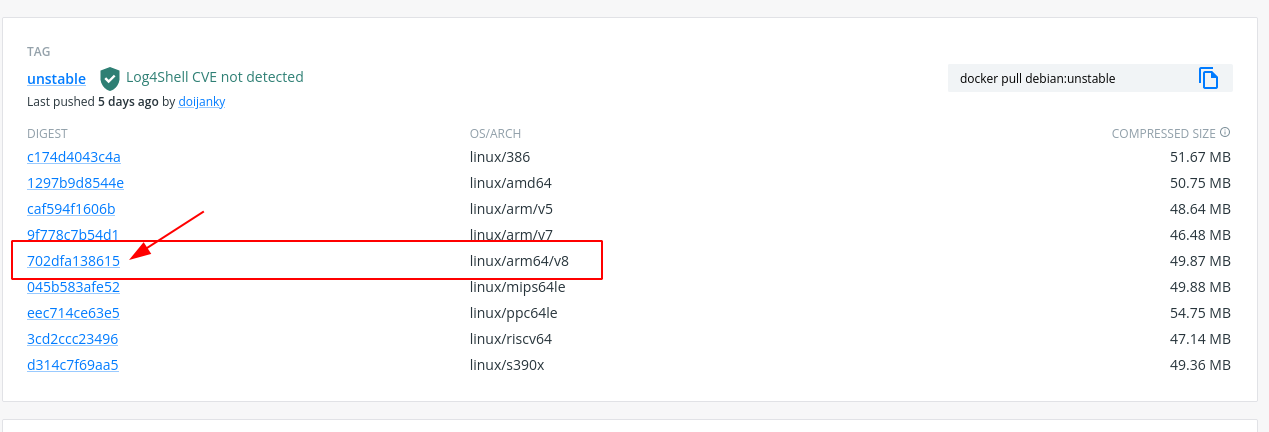 TAG
unstable Log4Shell CVE not detected
docker pull debian:unstable
Last pushed 5 days ago by doijanky
DIGEST OS/ARCH COMPRESSED SIZE
c174d4043c4a linux/386 51.67 MB
1297b9d8544e linux/amd64 50.75 MB
caf594f1606b linux/arm/v5 48.64 MB
9f778c7b54d1 linux/arm/v7 46.48 MB
702dfa138615 linux/arm64/v8 49.87 MB
045b583afe52 linux/mips64le 49.88 MB
eec714ce63e5 linux/ppc64le 54.75 MB
3cd2ccc23496 linux/riscv64 47.14 MB
d314c7f69aa5 linux/s390x 49.36 MB